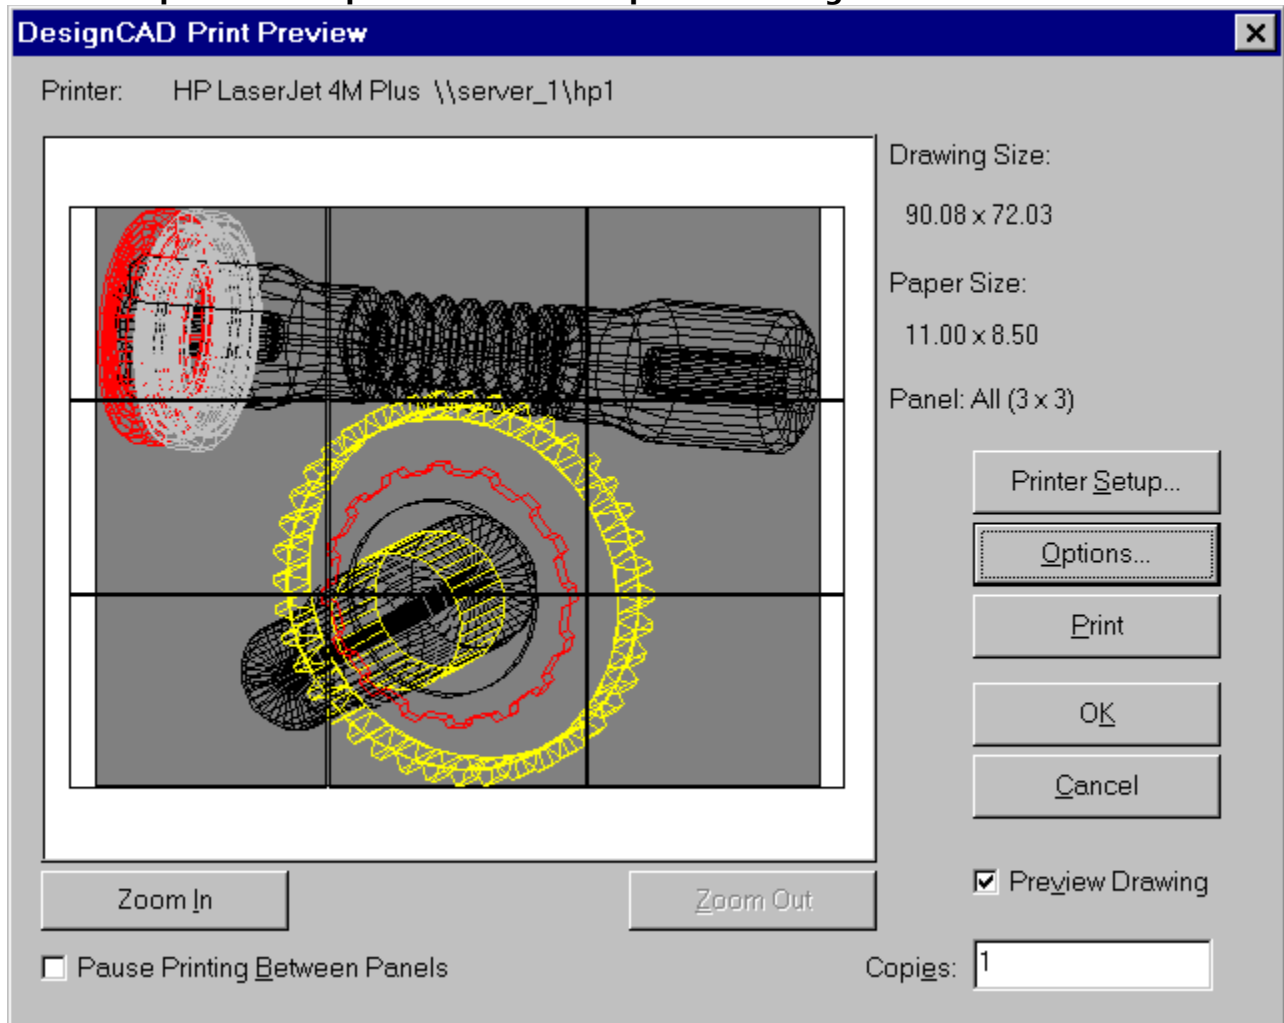 DesignCAD Print Preview
Printer: HP LaserJet 4M Plus \\server_1\hp1
Drawing Size:
90.08 x 72.03
Paper Size:
11.00 x 8.50
Panel: All (3 x 3)
Printer Setup...
Options...
Print
OK
Cancel
Zoom In
Zoom Out
Preview Drawing
Pause Printing Between Panels
Copies: 1